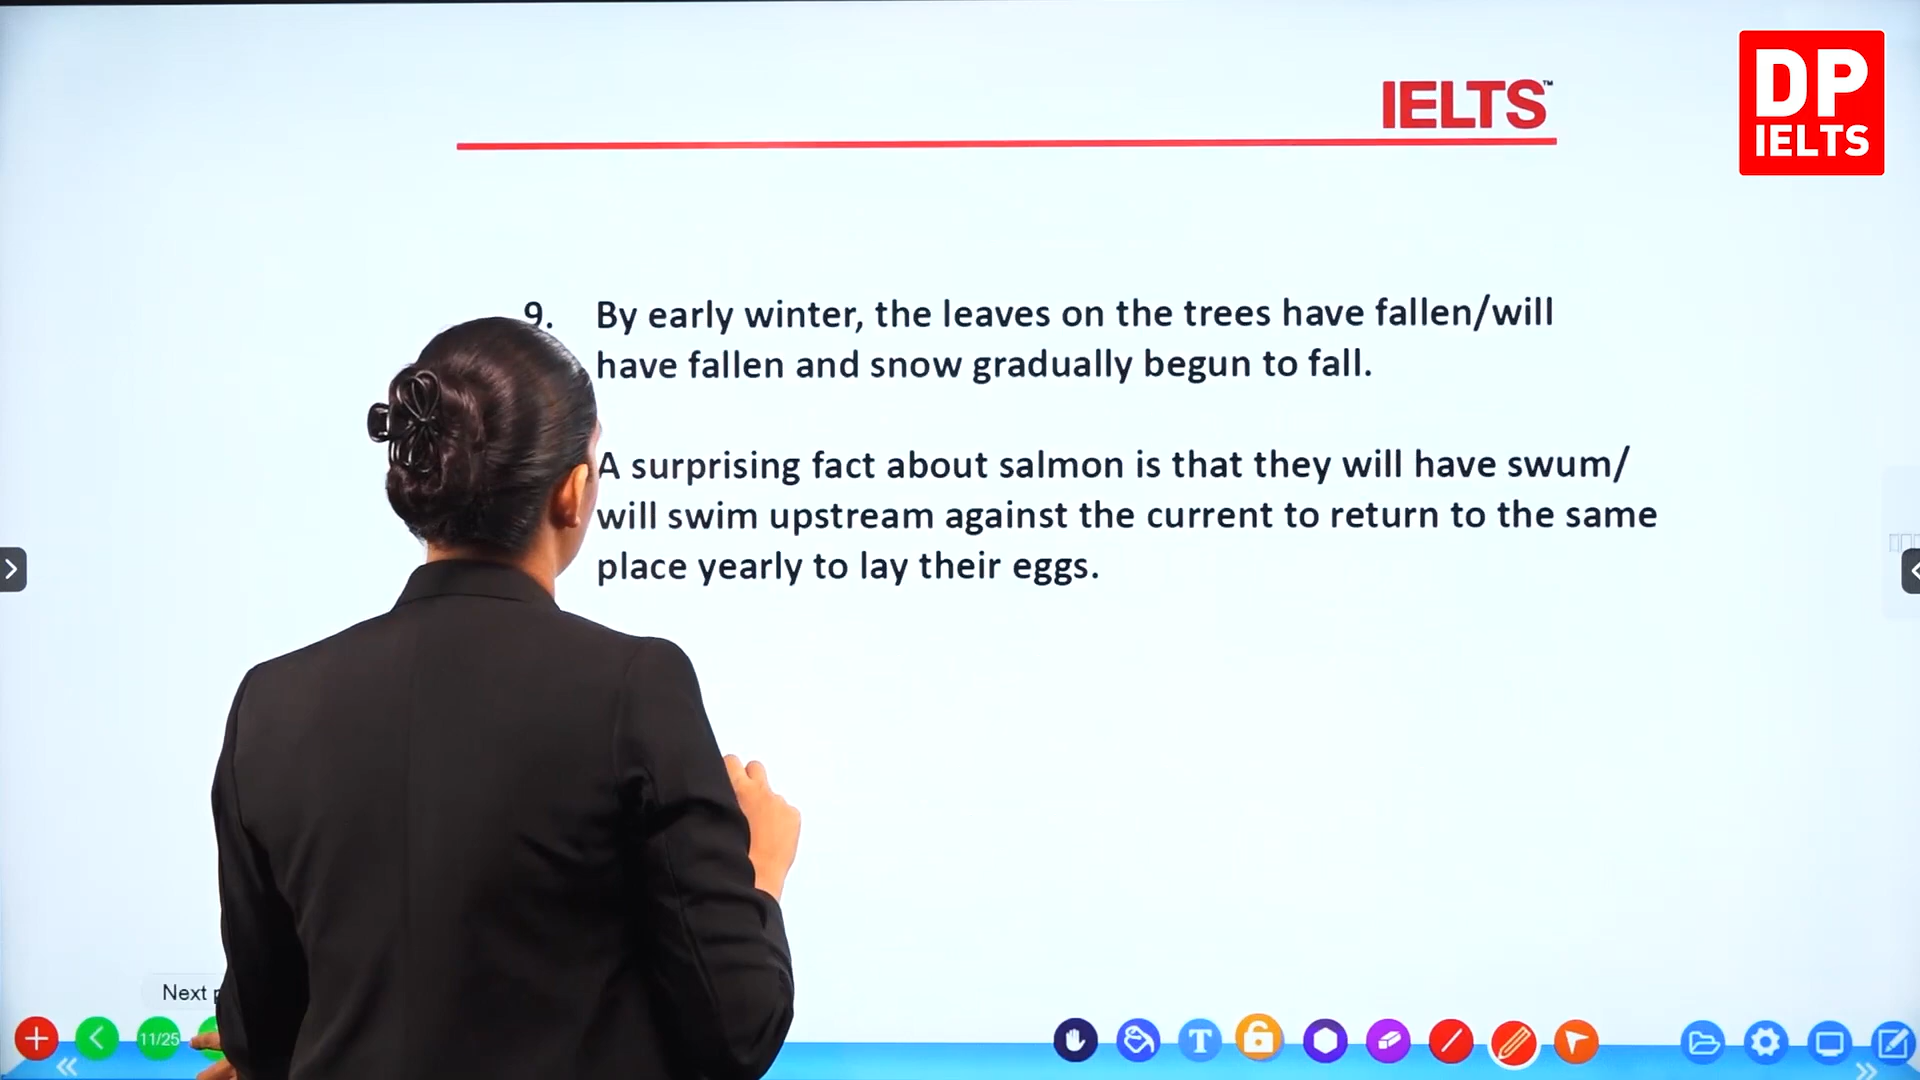 IELTS™
DP
IELTS
9. By early winter, the leaves on the trees have fallen/will
have fallen and snow gradually begun to fall.
A surprising fact about salmon is that they will have swum/
will swim upstream against the current to return to the same
place yearly to lay their eggs.
Next
11/25
T